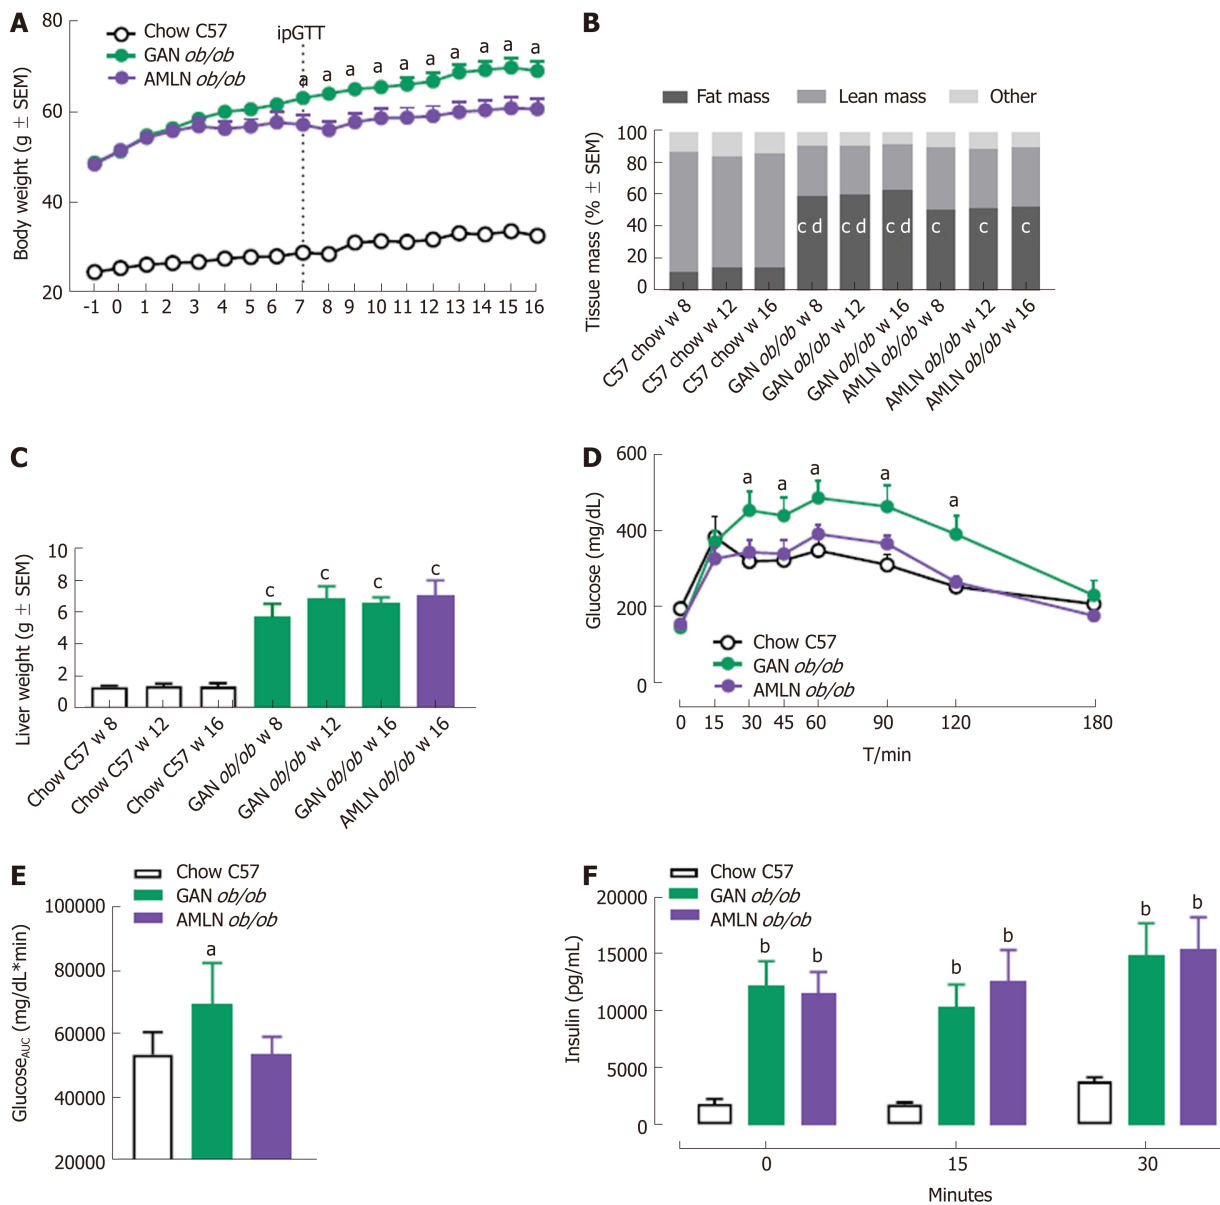 A
Chow C57
GAN ob/ob
AMLN ob/ob
ipGTT
Body weight (g ± SEM)
80
60
40
20
a a a a a a a a a a
-1 0 1 2 3 4 5 6 7 8 9 10 11 12 13 14 15 16
B
Fat mass Lean mass Other
Tissue mass (% ± SEM)
100
80
60
40
20
0
c d c d c d c c c
C57 chow w 8
C57 chow w 12
C57 chow w 16
GAN ob/ob w 8
GAN ob/ob w 12
GAN ob/ob w 16
AMLN ob/ob w 8
AMLN ob/ob w 12
AMLN ob/ob w 16
C
Liver weight (g ± SEM)
10
8
6
4
2
0
c c c c
Chow C57 w 8
Chow C57 w 12
Chow C57 w 16
GAN ob/ob w 8
GAN ob/ob w 12
GAN ob/ob w 16
AMLN ob/ob w 16
D
Glucose (mg/dL)
600
400
200
0
a a a a a
Chow C57
GAN ob/ob
AMLN ob/ob
0 15 30 45 60 90 120 180
T/min
E
Chow C57
GAN ob/ob
AMLN ob/ob
GlucoseAUC (mg/dL*min)
100000
80000
60000
40000
20000
a
F
Chow C57
GAN ob/ob
AMLN ob/ob
Insulin (pg/mL)
20000
15000
10000
5000
0
b b b b b b
0 15 30
Minutes